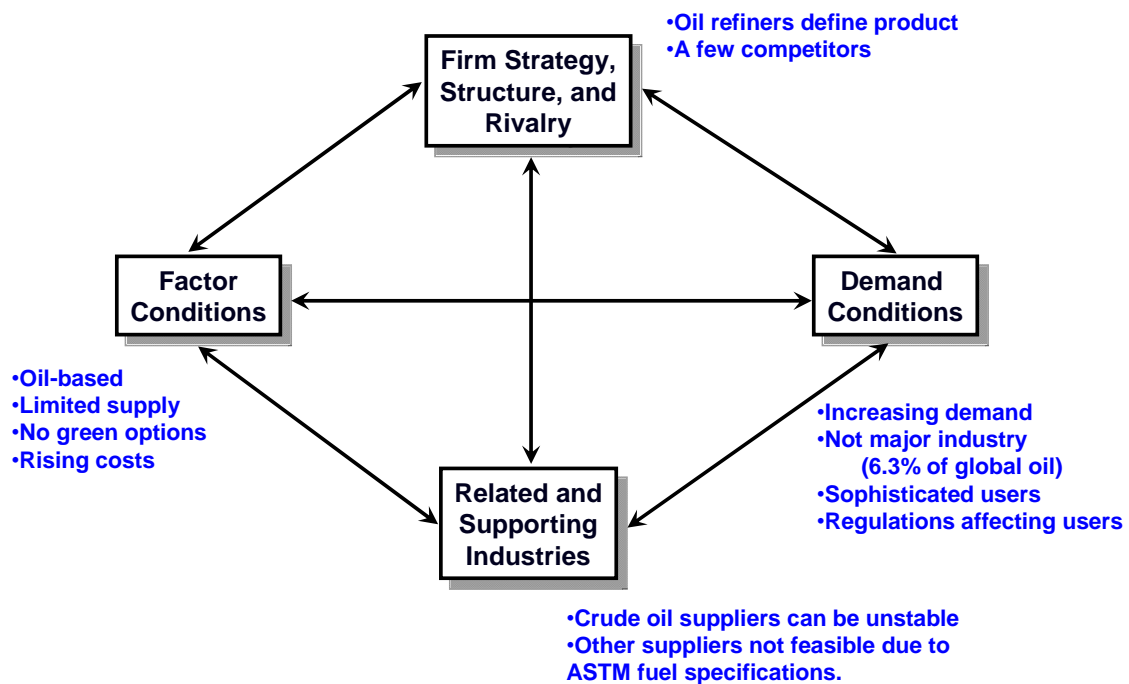 •Oil refiners define product
•A few competitors
Firm Strategy,
Structure, and
Rivalry
Factor
Conditions
Demand
Conditions
•Oil-based
•Limited supply
•No green options
•Rising costs
•Increasing demand
•Not major industry
(6.3% of global oil)
•Sophisticated users
•Regulations affecting users
Related and
Supporting
Industries
•Crude oil suppliers can be unstable
•Other suppliers not feasible due to
ASTM fuel specifications.